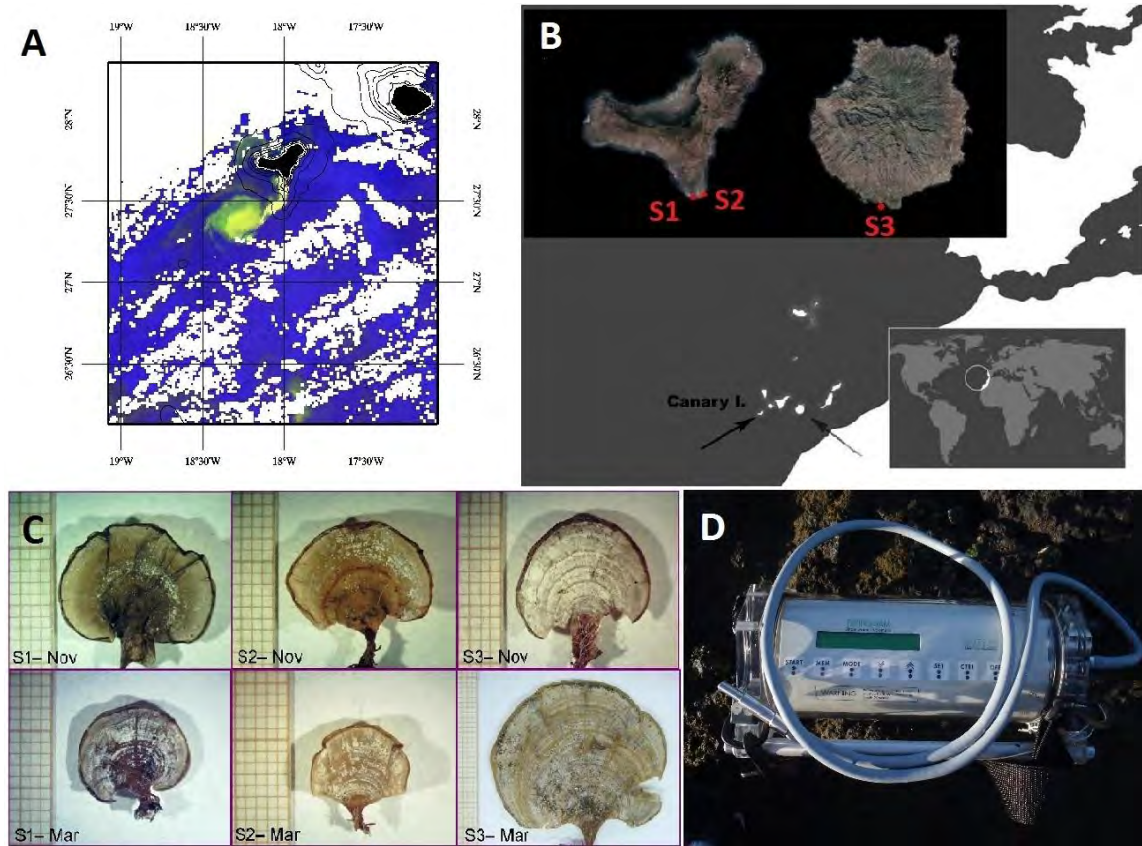 A
19°W 18°30'W 18°W 17°30'W
28°N 28°N
27°30'N 27°30'N
27°N 27°N
26°30'N 26°30'N
19°W 18°30'W 18°W 17°30'W
B
S1 S2
S3
Canary I.
C
S1– Nov S2– Nov S3– Nov
S1– Mar S2– Mar S3– Mar
D
START MEM MODE SET CTRL OFF
WARNING